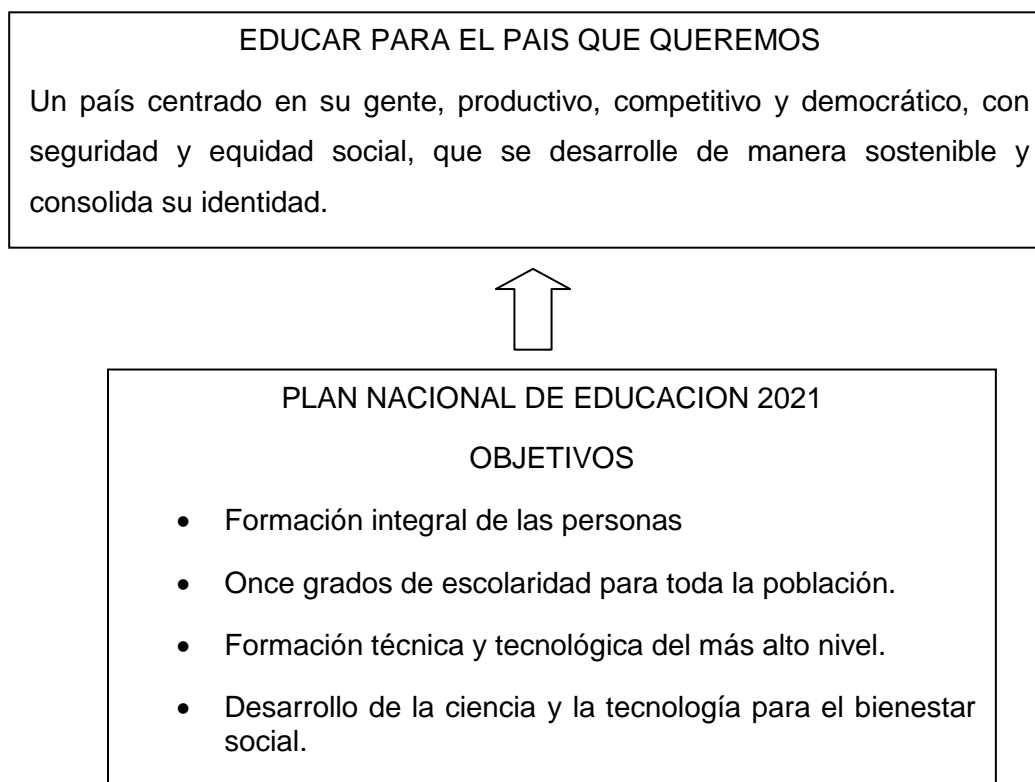 EDUCAR PARA EL PAIS QUE QUEREMOS
Un país centrado en su gente, productivo, competitivo y democrático, con
seguridad y equidad social, que se desarrolle de manera sostenible y
consolida su identidad.
PLAN NACIONAL DE EDUCACION 2021
OBJETIVOS
• Formación integral de las personas
• Once grados de escolaridad para toda la población.
• Formación técnica y tecnológica del más alto nivel.
• Desarrollo de la ciencia y la tecnología para el bienestar
social.